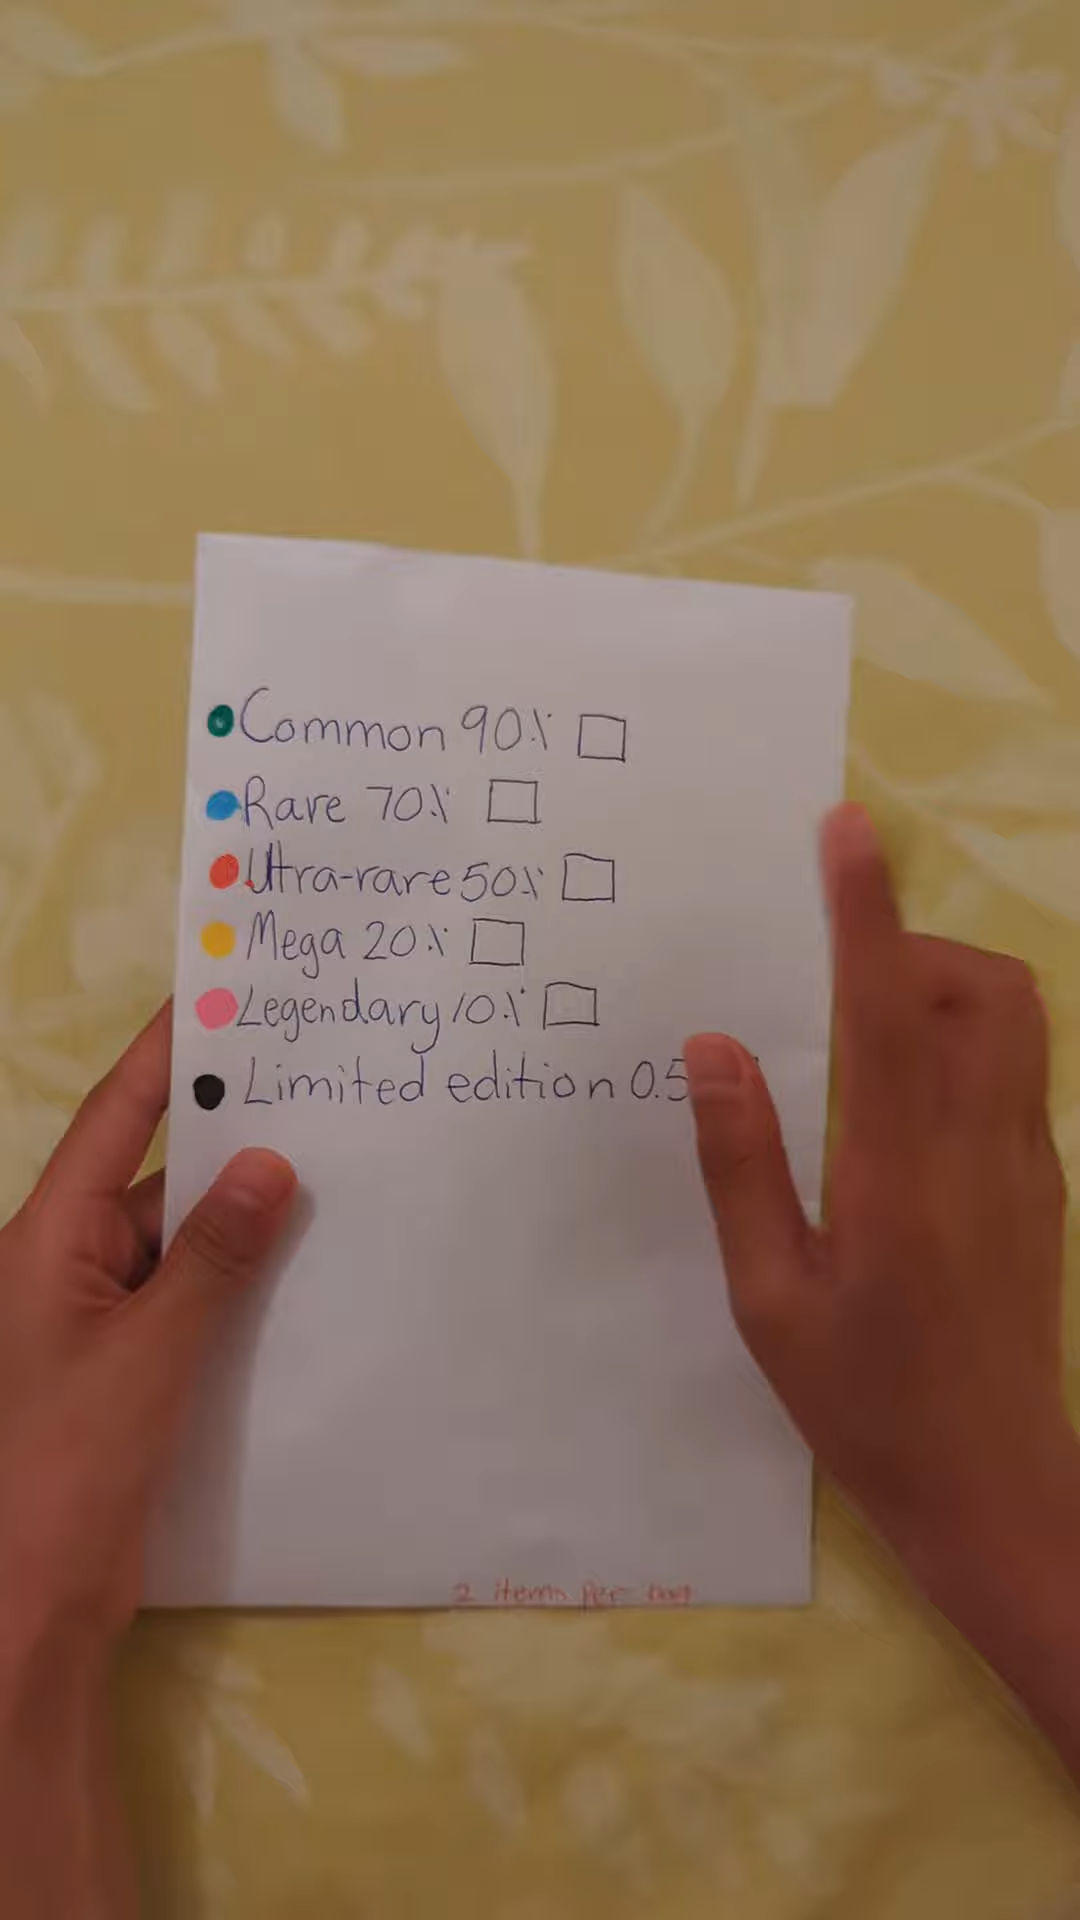 Common 90%
Rare 70%
Ultra-rare 50%
Mega 20%
Legendary 10%
Limited edition 0.5
2 items per bag